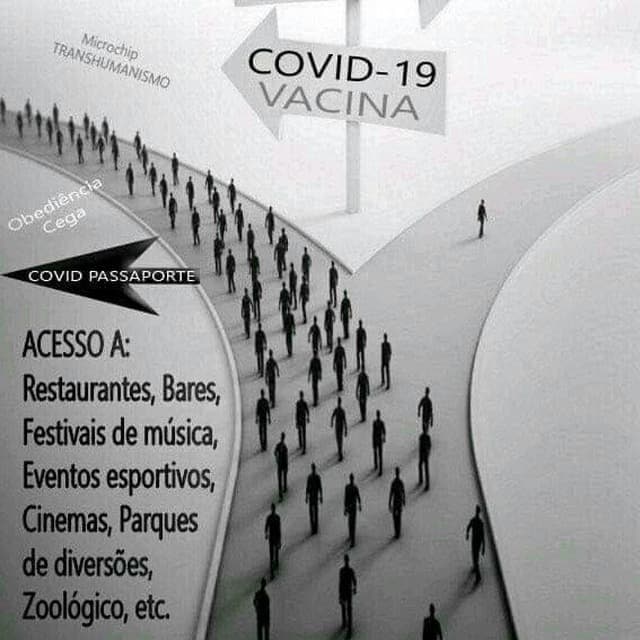 COVID-19
VACINA
Microchip
TRANSHUMANISMO
Obediência
Cega
COVID PASSAPORTE
ACESSO A:
Restaurantes, Bares,
Festivais de música,
Eventos esportivos,
Cinemas, Parques
de diversões,
Zoológico, etc.